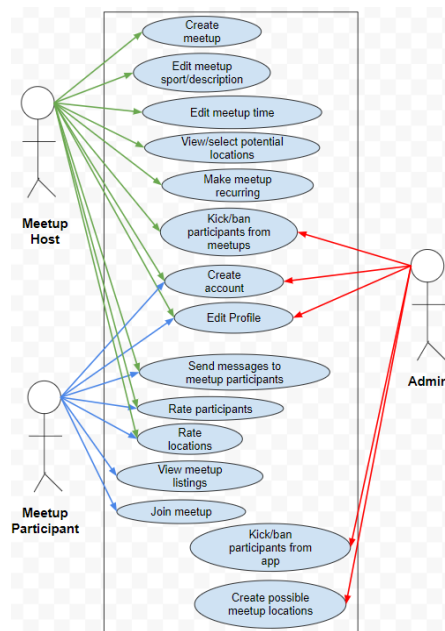 Create
meetup
Edit meetup
sport/description
Edit meetup time
View/select potential
locations
Make meetup
recurring
Meetup
Host
Kick/ban
participants from
meetups
Create
account
Edit Profile
Admin
Send messages to
meetup participants
Rate participants
Rate
locations
View meetup
listings
Meetup
Participant
Join meetup
Kick/ban
participants from
app
Create possible
meetup locations